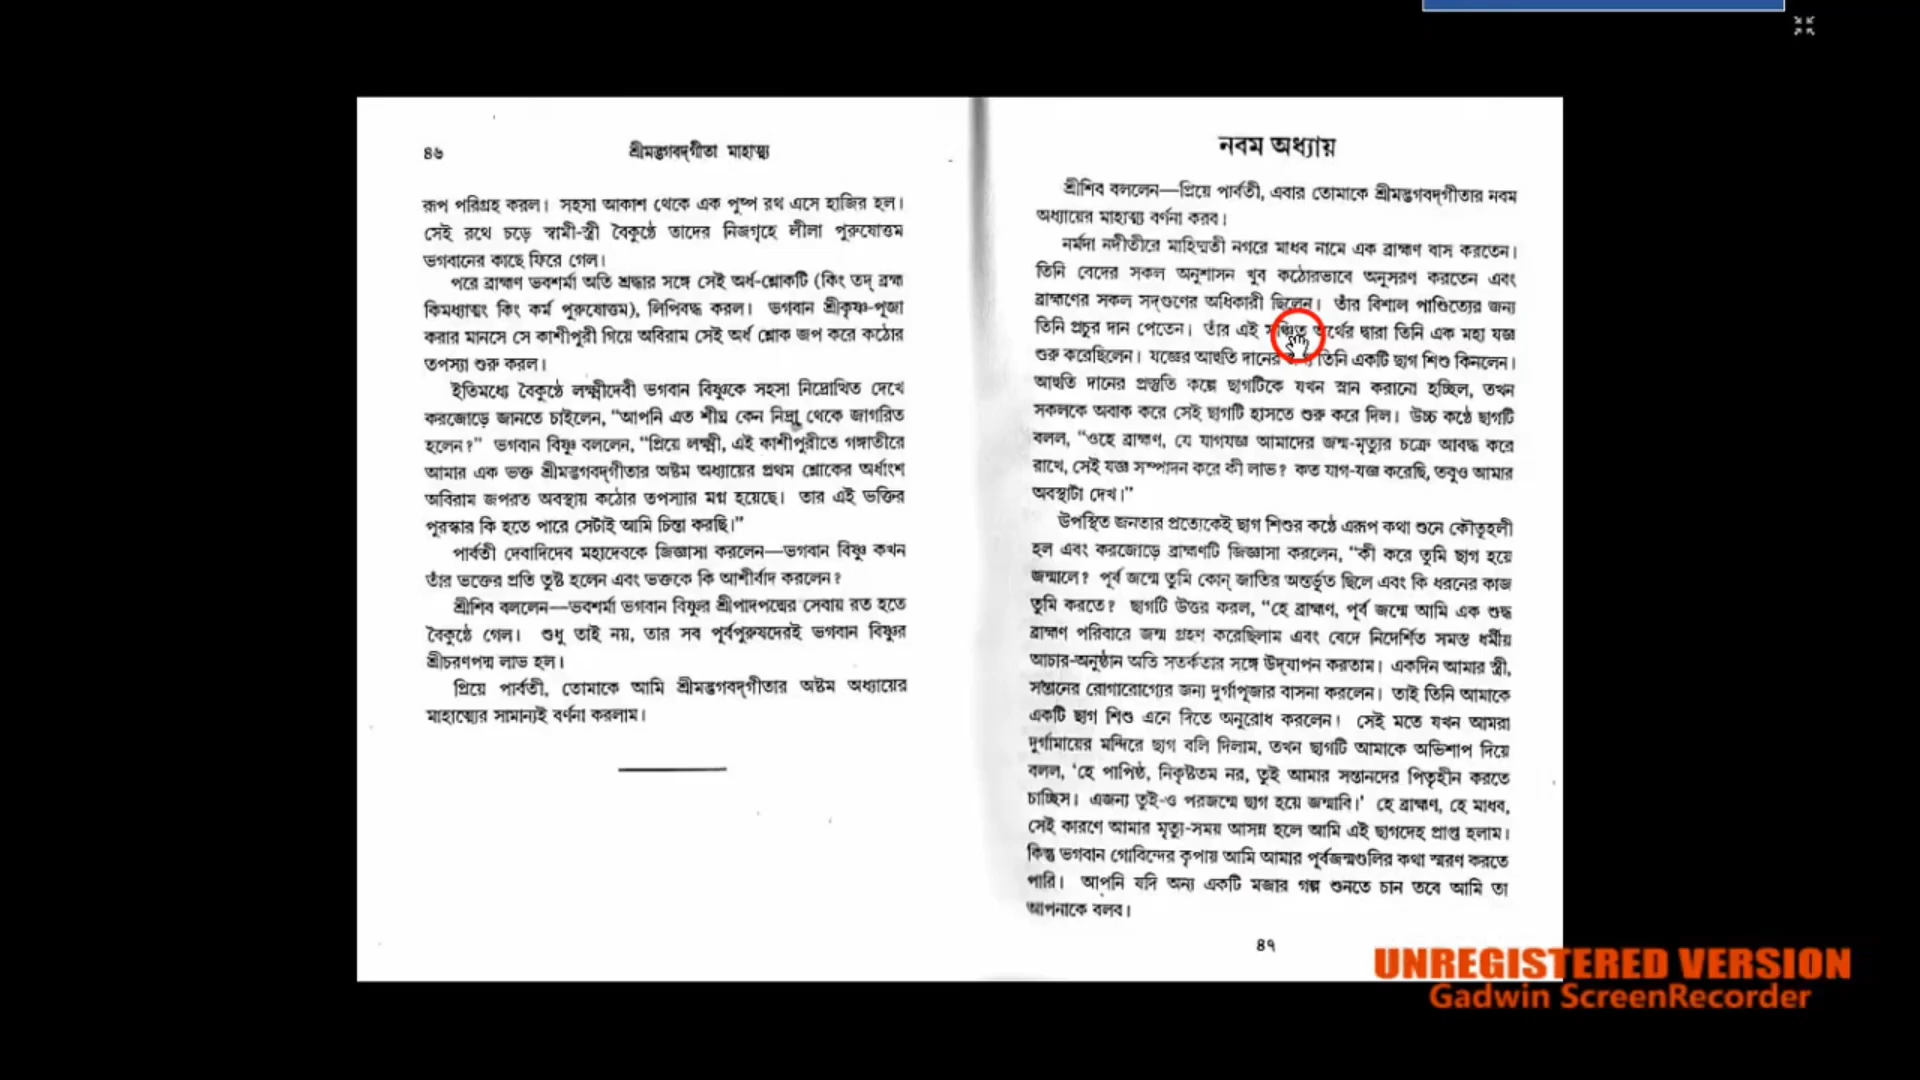 ৪৬
শ্রীমদ্ভগবদ্‌গীতা মাহাত্ম্য
রূপ পরিগ্রহ করল। সহসা আকাশ থেকে এক পুষ্প রথ এসে হাজির হল।
সেই রথে চড়ে স্বামী-স্ত্রী বৈকুণ্ঠে তাদের নিজগৃহে লীলা পুরুষোত্তম
ভগবানের কাছে ফিরে গেল।
পরে ব্রাহ্মণ ভবশর্মা অতি শ্রদ্ধার সঙ্গে সেই অর্ধ-শ্লোকটি (কিং তদ্ ব্রহ্ম
কিমধ্যাত্মং কিং কর্ম পুরুষোত্তম), লিপিবদ্ধ করল। ভগবান শ্রীকৃষ্ণ-পূজা
করার মানসে সে কাশীপুরী গিয়ে অবিরাম সেই অর্ধ শ্লোক জপ করে কঠোর
তপস্যা শুরু করল।
ইতিমধ্যে বৈকুণ্ঠে লক্ষ্মীদেবী ভগবান বিষ্ণুকে সহসা নিদ্রোত্থিত দেখে
করজোড়ে জানতে চাইলেন, “আপনি এত শীঘ্র কেন নিদ্রা থেকে জাগরিত
হলেন?” ভগবান বিষ্ণু বললেন, “প্রিয়ে লক্ষ্মী, এই কাশীপুরীতে গঙ্গাতীরে
আমার এক ভক্ত শ্রীমদ্ভগবদ্‌গীতার অষ্টম অধ্যায়ের প্রথম শ্লোকের অর্ধাংশ
অবিরাম জপরত অবস্থায় কঠোর তপস্যার মগ্ন হয়েছে। তার এই ভক্তির
পুরস্কার কি হতে পারে সেটাই আমি চিন্তা করছি।”
পার্বতী দেবাদিদেব মহাদেবকে জিজ্ঞাসা করলেন—ভগবান বিষ্ণু কখন
তাঁর ভক্তের প্রতি তুষ্ট হলেন এবং ভক্তকে কি আশীর্বাদ করলেন?
শ্রীশিব বললেন—ভবশর্মা ভগবান বিষ্ণুর শ্রীপাদপদ্মের সেবায় রত হতে
বৈকুণ্ঠে গেল। শুধু তাই নয়, তার সব পূর্বপুরুষদেরই ভগবান বিষ্ণুর
শ্রীচরণপদ্ম লাভ হল।
প্রিয়ে পার্বতী, তোমাকে আমি শ্রীমদ্ভগবদ্‌গীতার অষ্টম অধ্যায়ের
মাহাত্ম্যের সামান্যই বর্ণনা করলাম।
নবম অধ্যায়
শ্রীশিব বললেন—প্রিয়ে পার্বতী, এবার তোমাকে শ্রীমদ্ভগবদ্‌গীতার নবম
অধ্যায়ের মাহাত্ম্য বর্ণনা করব।
নর্মদা নদীতীরে মাহিষ্মতী নগরে মাধব নামে এক ব্রাহ্মণ বাস করতেন।
তিনি বেদের সকল অনুশাসন খুব কঠোরভাবে অনুসরণ করতেন এবং
ব্রাহ্মণের সকল সদ্‌গুণের অধিকারী ছিলেন। তাঁর বিশাল পাণ্ডিত্যের জন্য
তিনি প্রচুর দান পেতেন। তাঁর এই সঞ্চিত অর্থের দ্বারা তিনি এক মহা যজ্ঞ
শুরু করেছিলেন। যজ্ঞের আহুতি দানের তিনি একটি ছাগ শিশু কিনলেন।
আহুতি দানের প্রস্তুতি কল্পে ছাগটিকে যখন স্নান করানো হচ্ছিল, তখন
সকলকে অবাক করে সেই ছাগটি হাসতে শুরু করে দিল। উচ্চ কণ্ঠে ছাগটি
বলল, “ওহে ব্রাহ্মণ, যে যাগযজ্ঞ আমাদের জন্ম-মৃত্যুর চক্রে আবদ্ধ করে
রাখে, সেই যজ্ঞ সম্পাদন করে কী লাভ? কত যাগ-যজ্ঞ করেছি, তবুও আমার
অবস্থাটা দেখ।”
উপস্থিত জনতার প্রত্যেকেই ছাগ শিশুর কণ্ঠে এরূপ কথা শুনে কৌতূহলী
হল এবং করজোড়ে ব্রাহ্মণটি জিজ্ঞাসা করলেন, “কী করে তুমি ছাগ হয়ে
জন্মালে? পূর্ব জন্মে তুমি কোন্ জাতির অন্তর্ভূত ছিলে এবং কি ধরনের কাজ
তুমি করতে? ছাগটি উত্তর করল, “হে ব্রাহ্মণ, পূর্ব জন্মে আমি এক শুদ্ধ
ব্রাহ্মণ পরিবারে জন্ম গ্রহণ করেছিলাম এবং বেদে নির্দেশিত সমস্ত ধর্মীয়
আচার-অনুষ্ঠান অতি সতর্কতার সঙ্গে উদ্‌যাপন করতাম। একদিন আমার স্ত্রী,
সন্তানের রোগারোগ্যের জন্য দুর্গাপূজার বাসনা করলেন। তাই তিনি আমাকে
একটি ছাগ শিশু এনে দিতে অনুরোধ করলেন। সেই মতে যখন আমরা
দুর্গামায়ের মন্দিরে ছাগ বলি দিলাম, তখন ছাগটি আমাকে অভিশাপ দিয়ে
বলল, ‘হে পাপিষ্ঠ, নিকৃষ্টতম নর, তুই আমার সন্তানদের পিতৃহীন করতে
চাচ্ছিস। এজন্য তুই-ও পরজন্মে ছাগ হয়ে জন্মাবি।’ হে ব্রাহ্মণ, হে মাধব,
সেই কারণে আমার মৃত্যু-সময় আসন্ন হলে আমি এই ছাগদেহ প্রাপ্ত হলাম।
কিন্তু ভগবান গোবিন্দের কৃপায় আমি আমার পূর্বজন্মগুলির কথা স্মরণ করতে
পারি। আপনি যদি অন্য একটি মজার গল্প শুনতে চান তবে আমি তা
আপনাকে বলব।
৪৭
UNREGISTERED VERSION
Gadwin ScreenRecorder